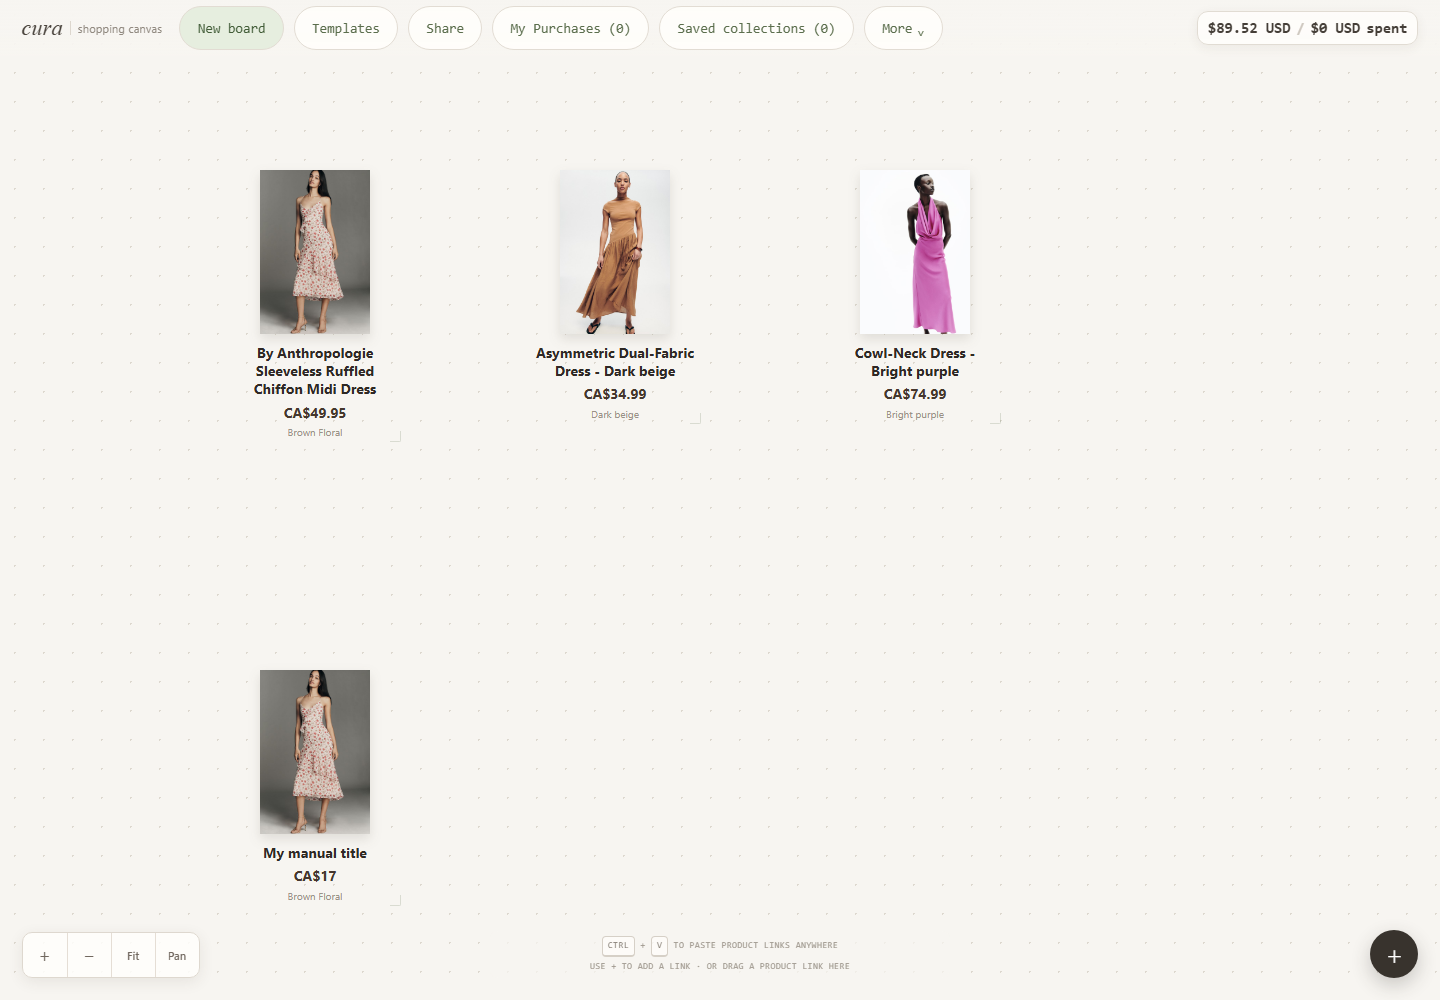 cura
shopping canvas
New board
Templates
Share
My Purchases (0)
Saved collections (0)
More v
$89.52 USD / $0 USD spent
By Anthropologie
Sleeveless Ruffled
Chiffon Midi Dress
CA$49.95
Brown Floral
Asymmetric Dual-Fabric
Dress - Dark beige
CA$34.99
Dark beige
Cowl-Neck Dress -
Bright purple
CA$74.99
Bright purple
My manual title
CA$17
Brown Floral
+
−
Fit
Pan
CTRL + V TO PASTE PRODUCT LINKS ANYWHERE
USE + TO ADD A LINK · OR DRAG A PRODUCT LINK HERE
+